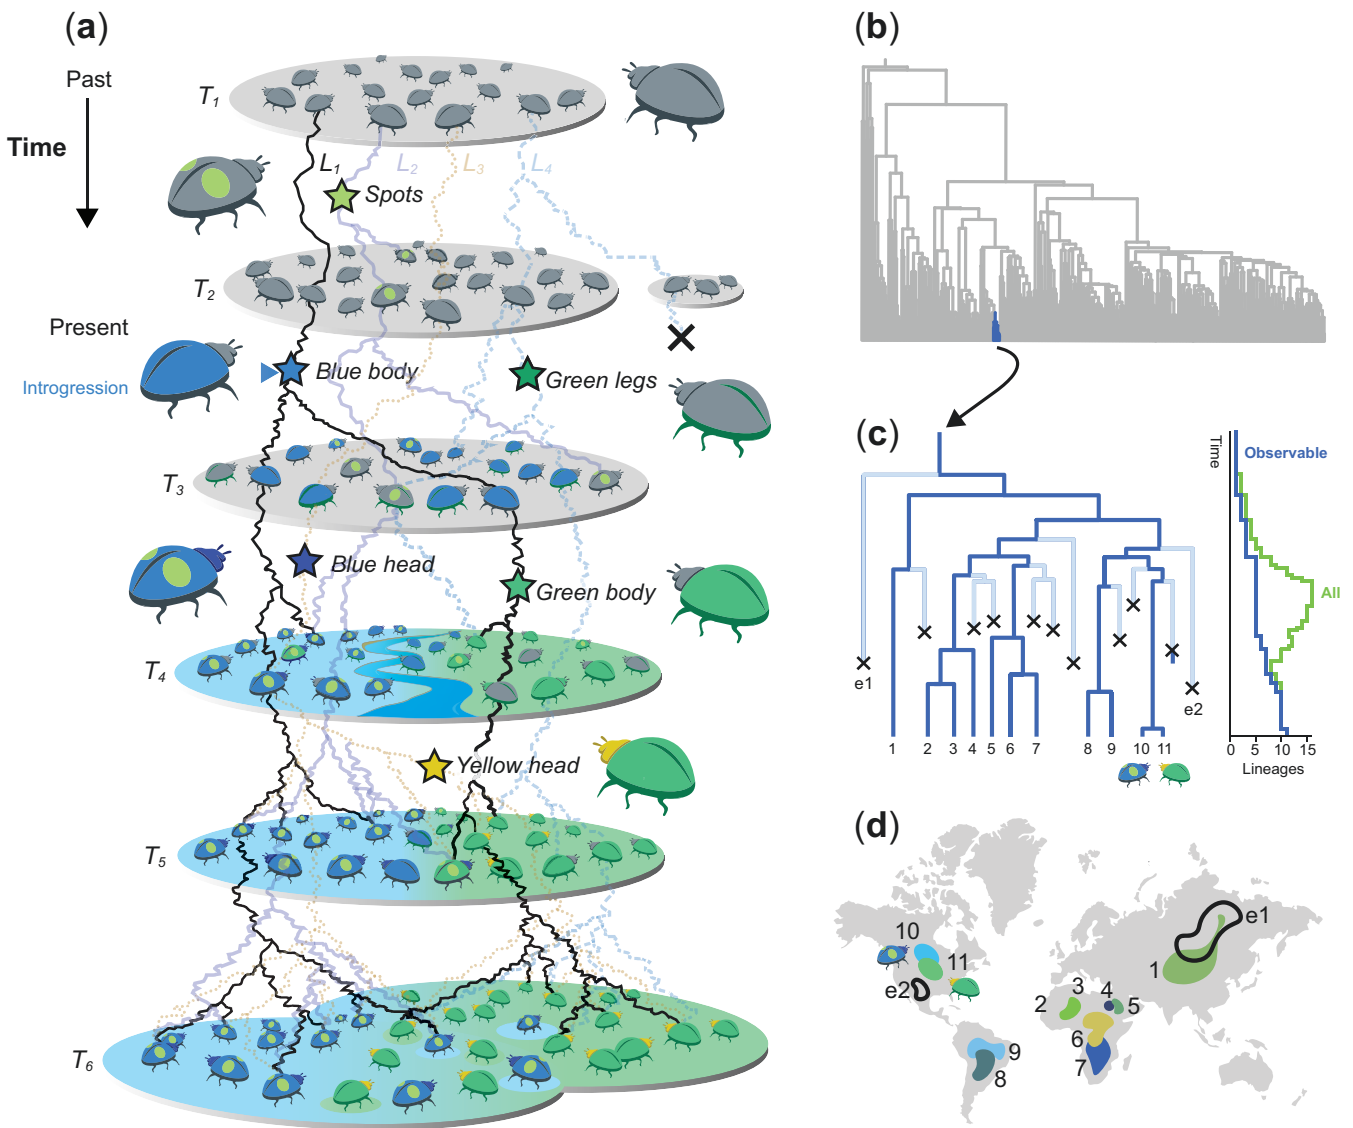 (a)
Past
Time
Present
Introgression
T1
L1
L2
L3
L4
Spots
T2
Blue body
Green legs
T3
Blue head
Green body
T4
Yellow head
T5
T6
(b)
(c)
Time
Observable
All
e1
e2
1 2 3 4 5 6 7 8 9 10 11
0 5 10 15
Lineages
(d)
10
11
e2
9
8
e1
1
2
3
4
5
6
7